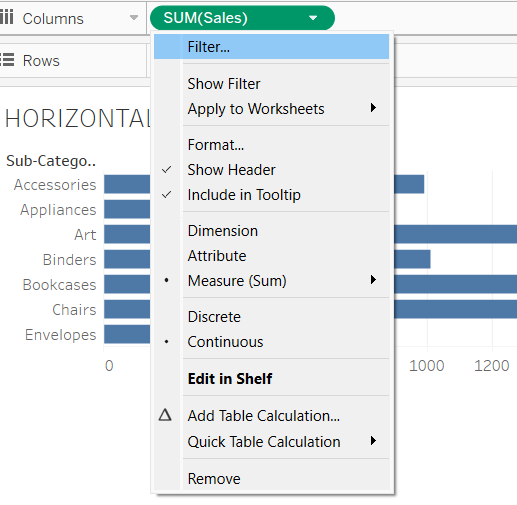 Columns
SUM(Sales)
Rows
Filter...
Show Filter
Apply to Worksheets
Format...
Show Header
Include in Tooltip
Dimension
Attribute
Measure (Sum)
Discrete
Continuous
Edit in Shelf
Add Table Calculation...
Quick Table Calculation
Remove
HORIZONTAL
Sub-Catego..
Accessories
Appliances
Art
Binders
Bookcases
Chairs
Envelopes
0 1000 1200